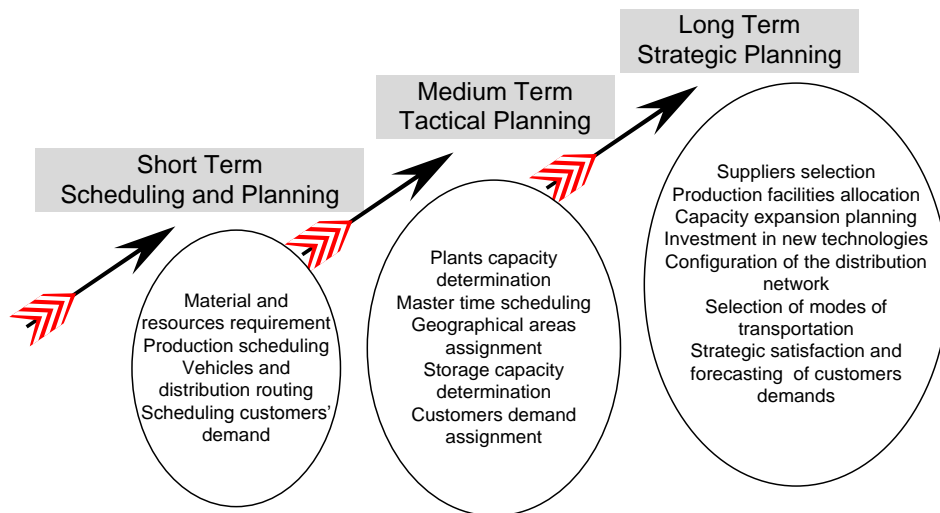 Short Term
Scheduling and Planning
Material and
resources requirement
Production scheduling
Vehicles and
distribution routing
Scheduling customers’
demand
Medium Term
Tactical Planning
Plants capacity
determination
Master time scheduling
Geographical areas
assignment
Storage capacity
determination
Customers demand
assignment
Long Term
Strategic Planning
Suppliers selection
Production facilities allocation
Capacity expansion planning
Investment in new technologies
Configuration of the distribution
network
Selection of modes of
transportation
Strategic satisfaction and
forecasting of customers
demands